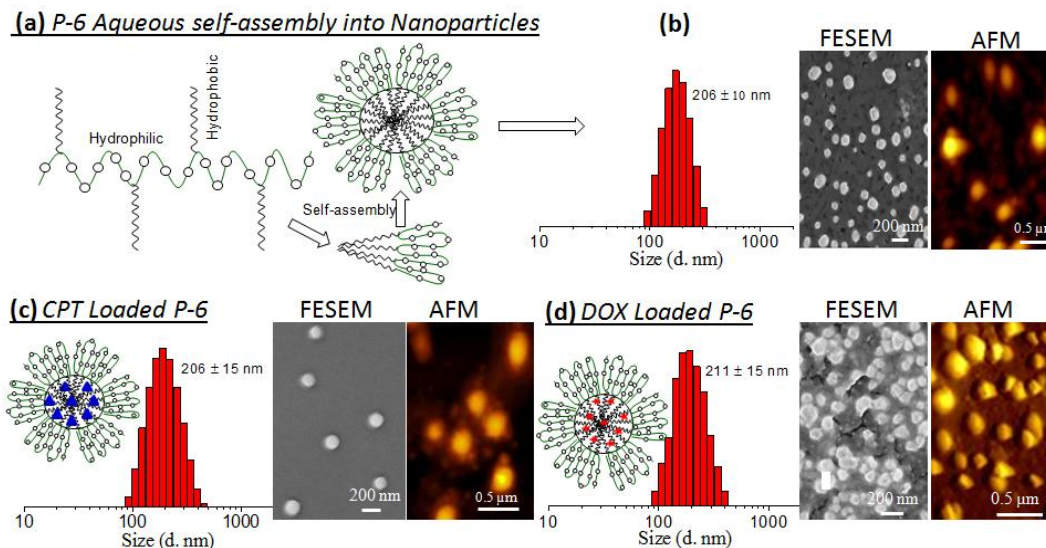 (a) P-6 Aqueous self-assembly into Nanoparticles
Hydrophilic
Hydrophobic
Self-assembly
(b)
FESEM
AFM
206 ± 10 nm
10
100
1000
Size (d. nm)
200 nm
0.5 µm
(c) CPT Loaded P-6
FESEM
AFM
206 ± 15 nm
10
100
1000
Size (d. nm)
200 nm
0.5 µm
(d) DOX Loaded P-6
FESEM
AFM
211 ± 15 nm
10
100
1000
Size (d. nm)
200 nm
0.5 µm